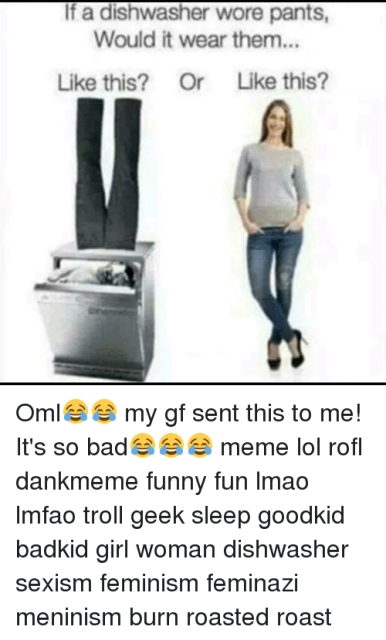 If a dishwasher wore pants,
Would it wear them...
Like this? Or Like this?
Oml😂😂 my gf sent this to me!
It's so bad😂😂😂 meme lol rofl
dankmeme funny fun lmao
lmfao troll geek sleep goodkid
badkid girl woman dishwasher
sexism feminism feminazi
meninism burn roasted roast